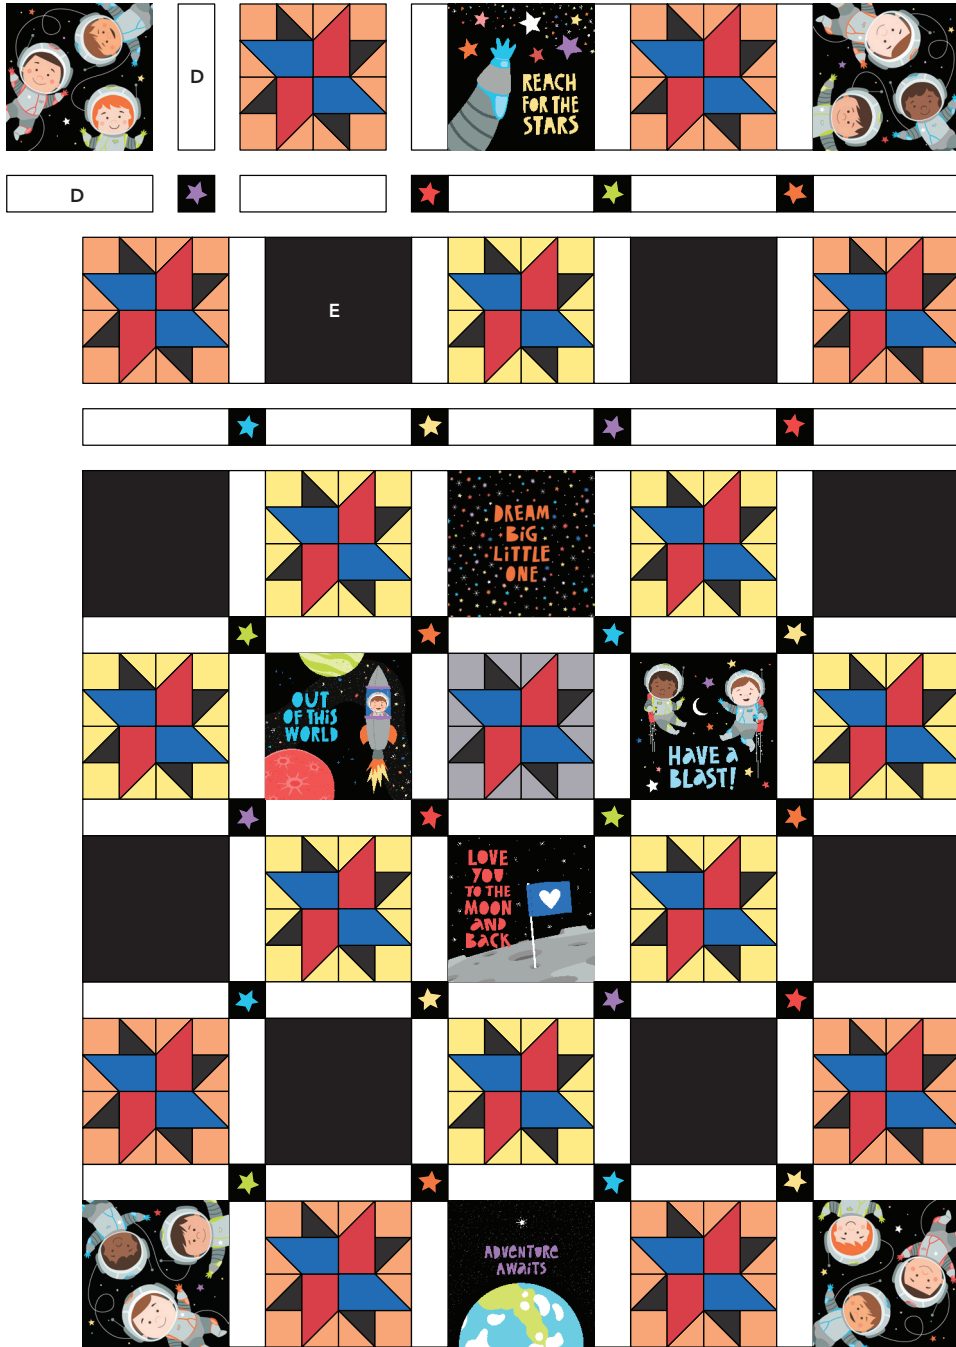 D
REACH
FOR THE
STARS
D
E
DREAM
BiG
LiTTLE
ONE
OUT
OF THiS
WORLD
HAVE A
BLAST!
LOVE
YOU
TO THE
MOON
AND
BACK
ADVENTURE
AWAiTS